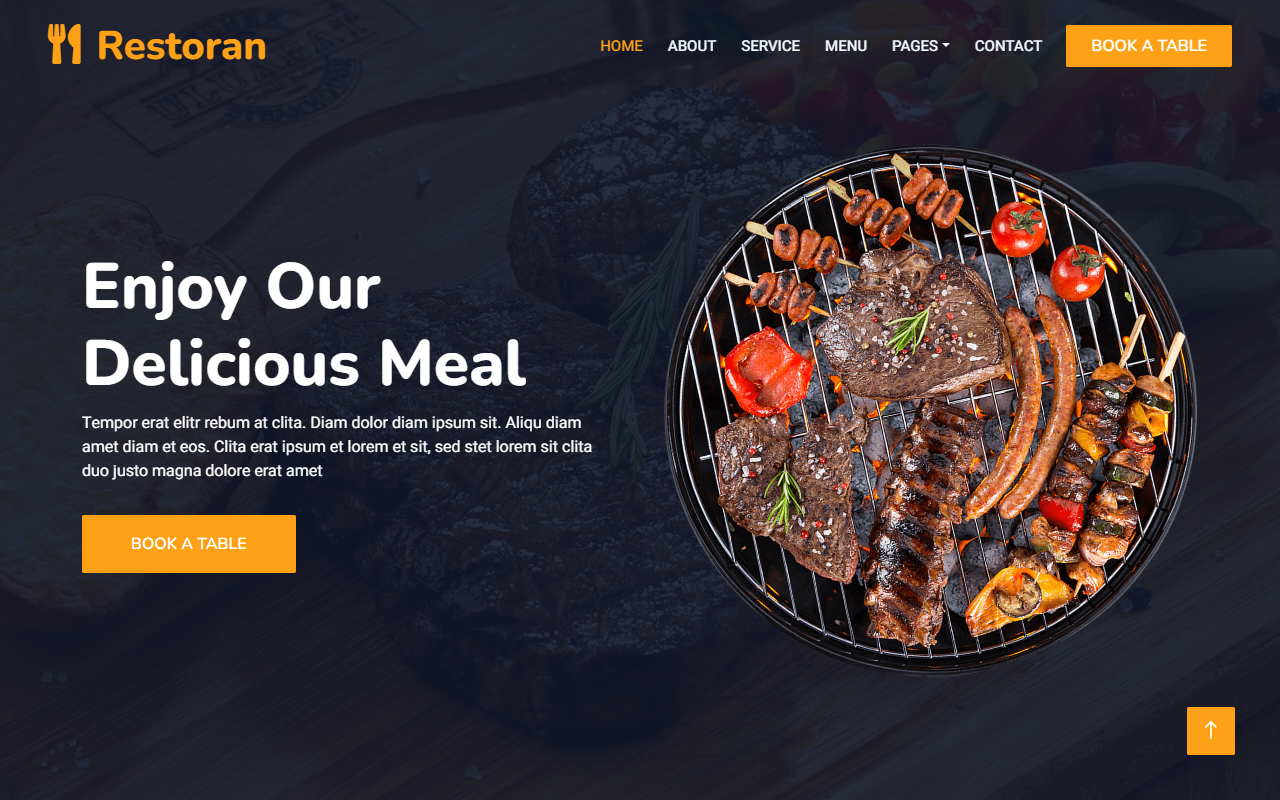 Restoran
HOME ABOUT SERVICE MENU PAGES CONTACT BOOK A TABLE
Enjoy Our
Delicious Meal
Tempor erat elitr rebum at clita. Diam dolor diam ipsum sit. Aliqu diam
amet diam et eos. Clita erat ipsum et lorem et sit, sed stet lorem sit clita
duo justo magna dolore erat amet
BOOK A TABLE